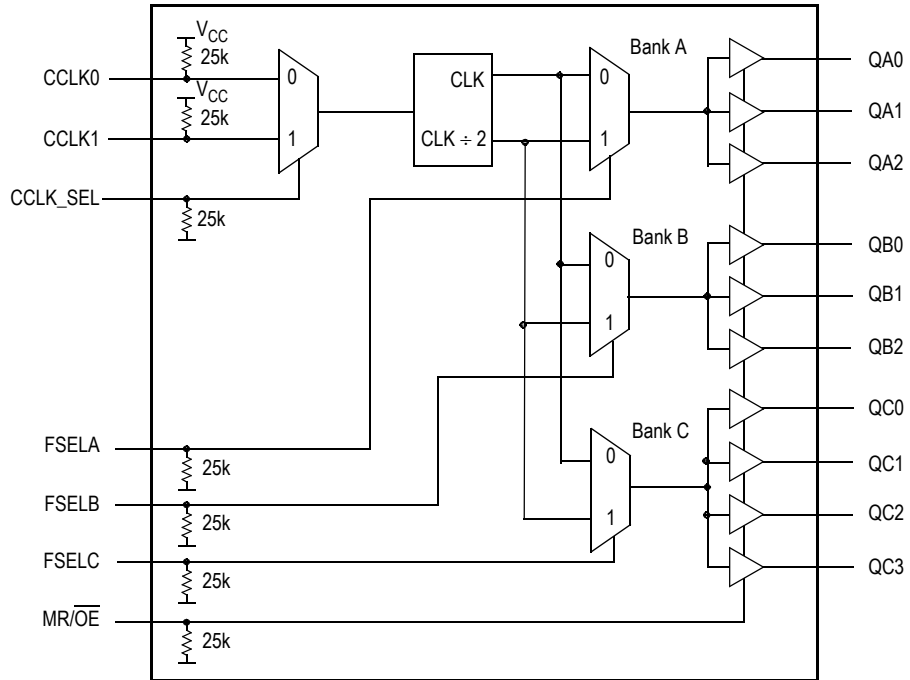 VCC
25k
CCLK0
0
VCC
25k
CCLK1
1
CCLK_SEL
25k
CLK
CLK ÷ 2
Bank A
0
1
QA0
QA1
QA2
Bank B
0
1
QB0
QB1
QB2
Bank C
0
1
QC0
QC1
QC2
QC3
FSELA
25k
FSELB
25k
FSELC
25k
MR/O̅E̅
25k